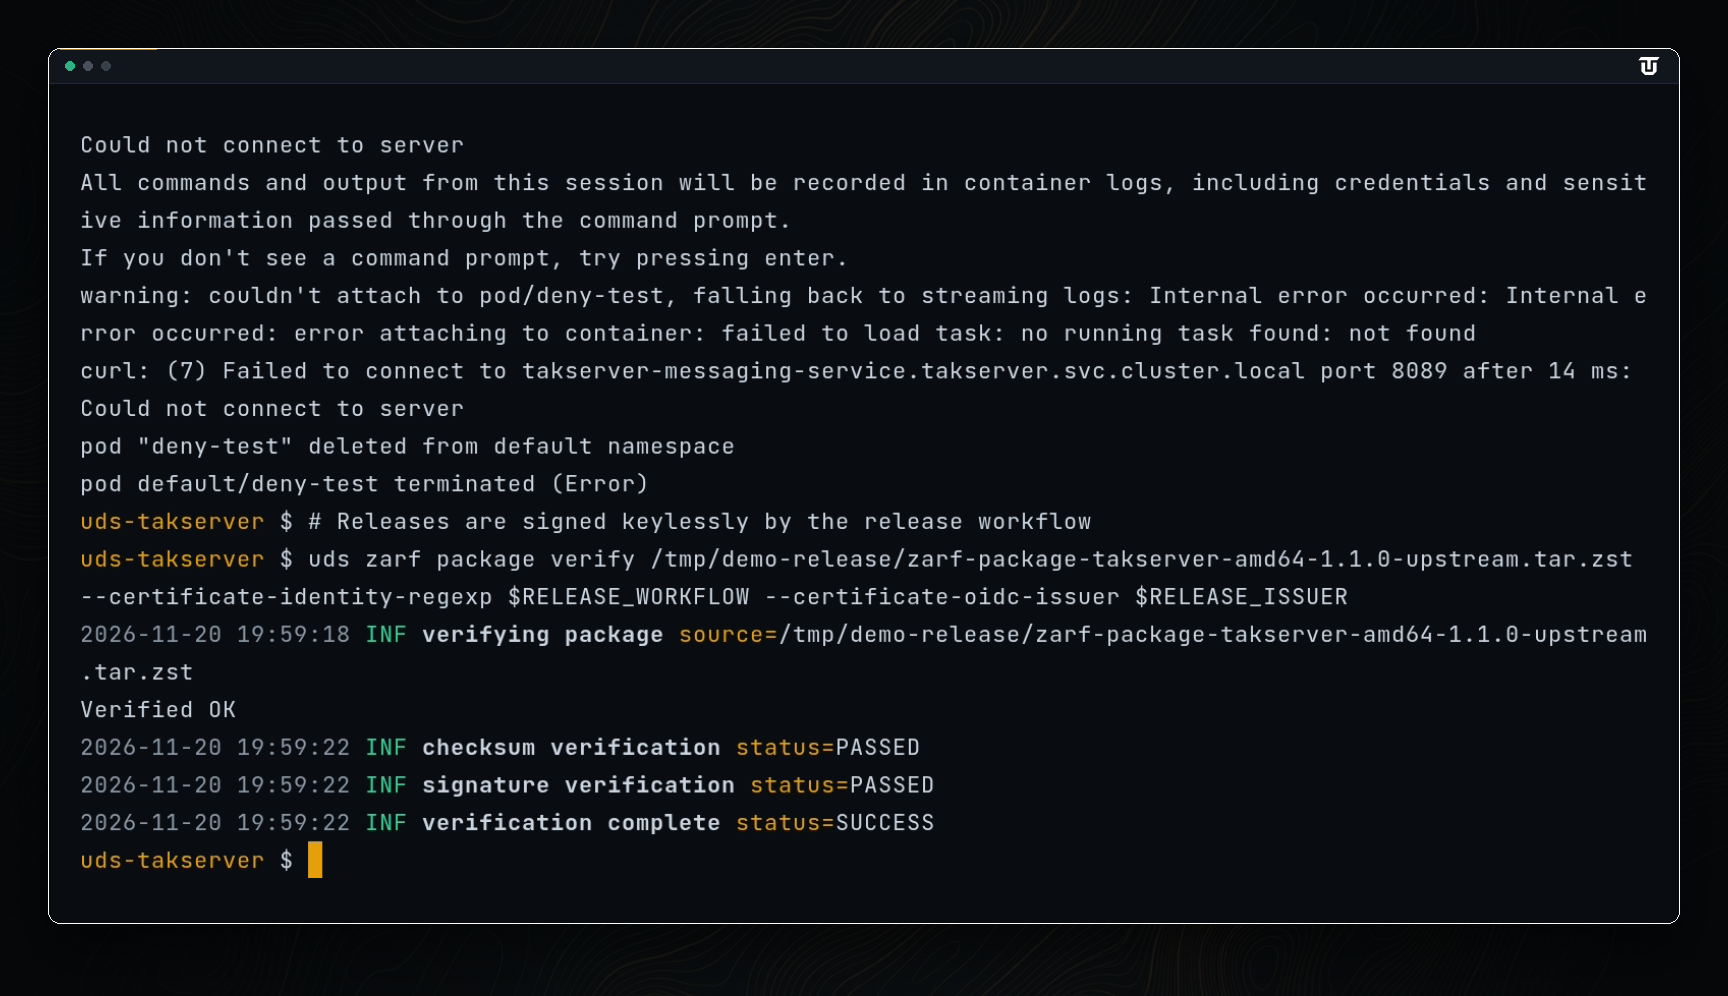 Could not connect to server
All commands and output from this session will be recorded in container logs, including credentials and sensit
ive information passed through the command prompt.
If you don't see a command prompt, try pressing enter.
warning: couldn't attach to pod/deny-test, falling back to streaming logs: Internal error occurred: Internal e
rror occurred: error attaching to container: failed to load task: no running task found: not found
curl: (7) Failed to connect to takserver-messaging-service.takserver.svc.cluster.local port 8089 after 14 ms:
Could not connect to server
pod "deny-test" deleted from default namespace
pod default/deny-test terminated (Error)
uds-takserver $ # Releases are signed keylessly by the release workflow
uds-takserver $ uds zarf package verify /tmp/demo-release/zarf-package-takserver-amd64-1.1.0-upstream.tar.zst
--certificate-identity-regexp $RELEASE_WORKFLOW --certificate-oidc-issuer $RELEASE_ISSUER
2026-11-20 19:59:18 INF verifying package source=/tmp/demo-release/zarf-package-takserver-amd64-1.1.0-upstream
.tar.zst
Verified OK
2026-11-20 19:59:22 INF checksum verification status=PASSED
2026-11-20 19:59:22 INF signature verification status=PASSED
2026-11-20 19:59:22 INF verification complete status=SUCCESS
uds-takserver $